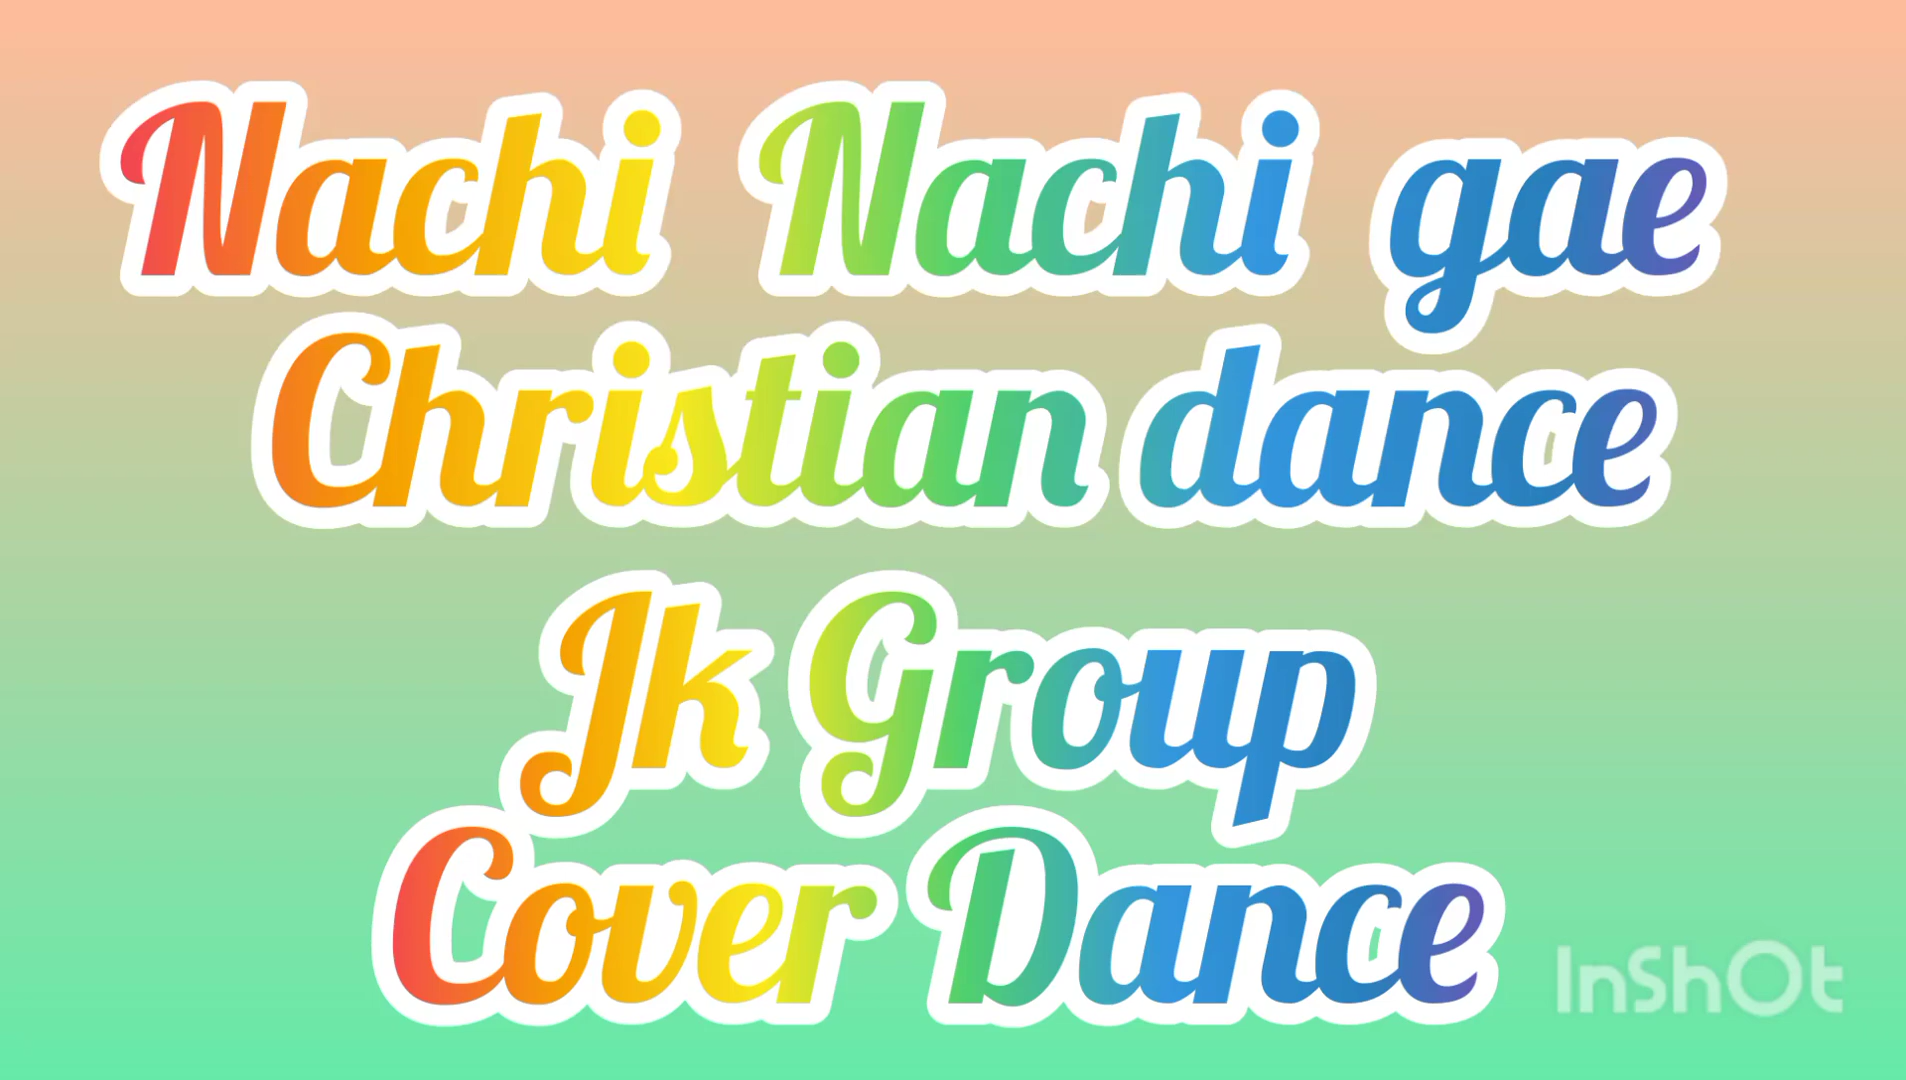 Nachi Nachi gae
Christian dance
Jk Group
Cover Dance
InShOt